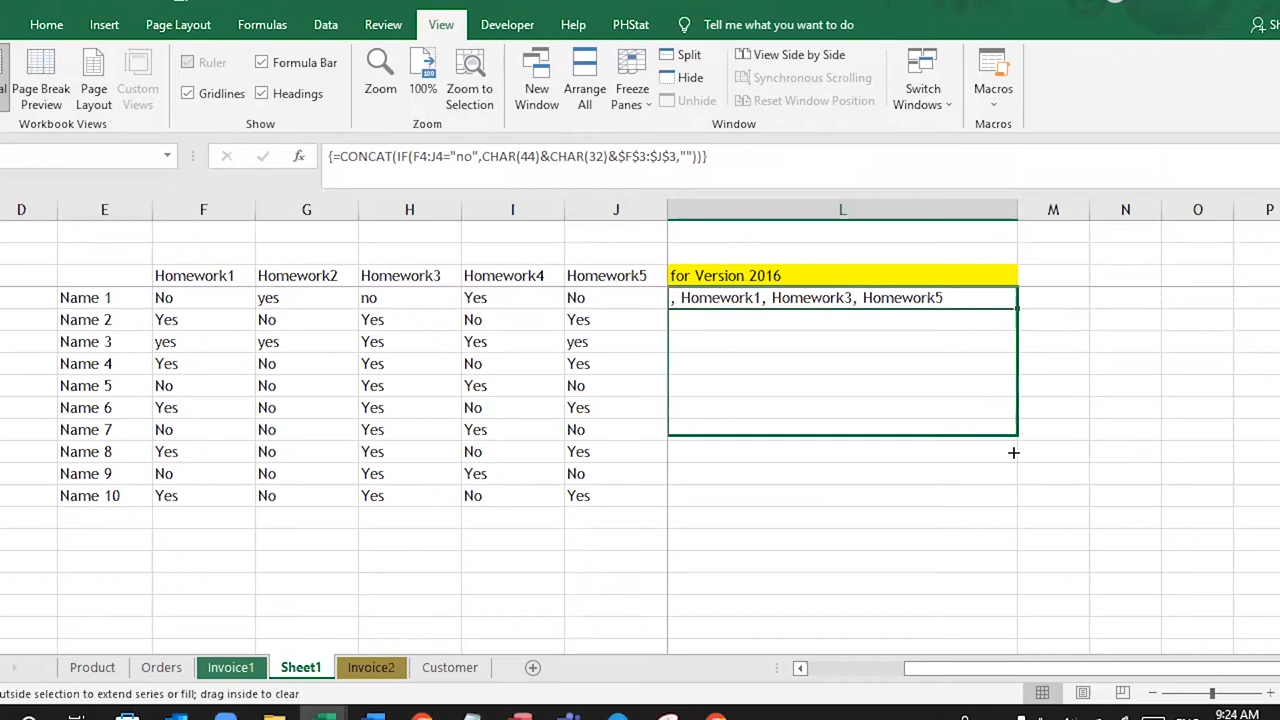 Home Insert Page Layout Formulas Data Review View Developer Help PHStat Tell me what you want to do
Ruler Formula Bar Gridlines Headings
Page Break Preview Page Layout Custom Views
Zoom 100% Zoom to Selection
New Window Arrange All Freeze Panes
Split View Side by Side
Hide Synchronous Scrolling
Unhide Reset Window Position
Switch Windows Macros
Workbook Views Show Zoom Window Macros
fx {=CONCAT(IF(F4:J4="no",CHAR(44)&CHAR(32)&$F$3:$J$3,""))}
D E F G H I J L M N O P
Homework1 Homework2 Homework3 Homework4 Homework5 for Version 2016
Name 1 No yes no Yes No , Homework1, Homework3, Homework5
Name 2 Yes No Yes No Yes
Name 3 yes yes Yes Yes yes
Name 4 Yes No Yes No Yes
Name 5 No No Yes Yes No
Name 6 Yes No Yes No Yes
Name 7 No No Yes Yes No
Name 8 Yes No Yes No Yes
Name 9 No No Yes Yes No
Name 10 Yes No Yes No Yes
Product Orders Invoice1 Sheet1 Invoice2 Customer
utside selection to extend series or fill; drag inside to clear
9:24 AM